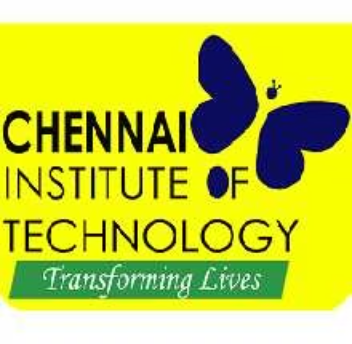 CHENNAI
INSTITUTE OF
TECHNOLOGY
Transforming Lives